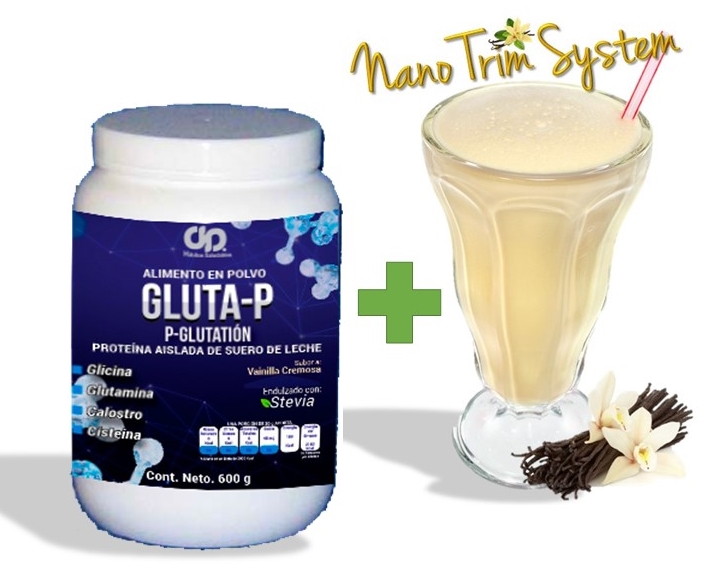 Nano Trim System
ALIMENTO EN POLVO
GLUTA-P
P-GLUTATIÓN
PROTEÍNA AISLADA DE SUERO DE LECHE
Sabor a:
Vainilla Cremosa
Glicina
Glutamina
Calostro
Cisteína
Endulzado con:
Stevia
Cont. Neto. 600 g